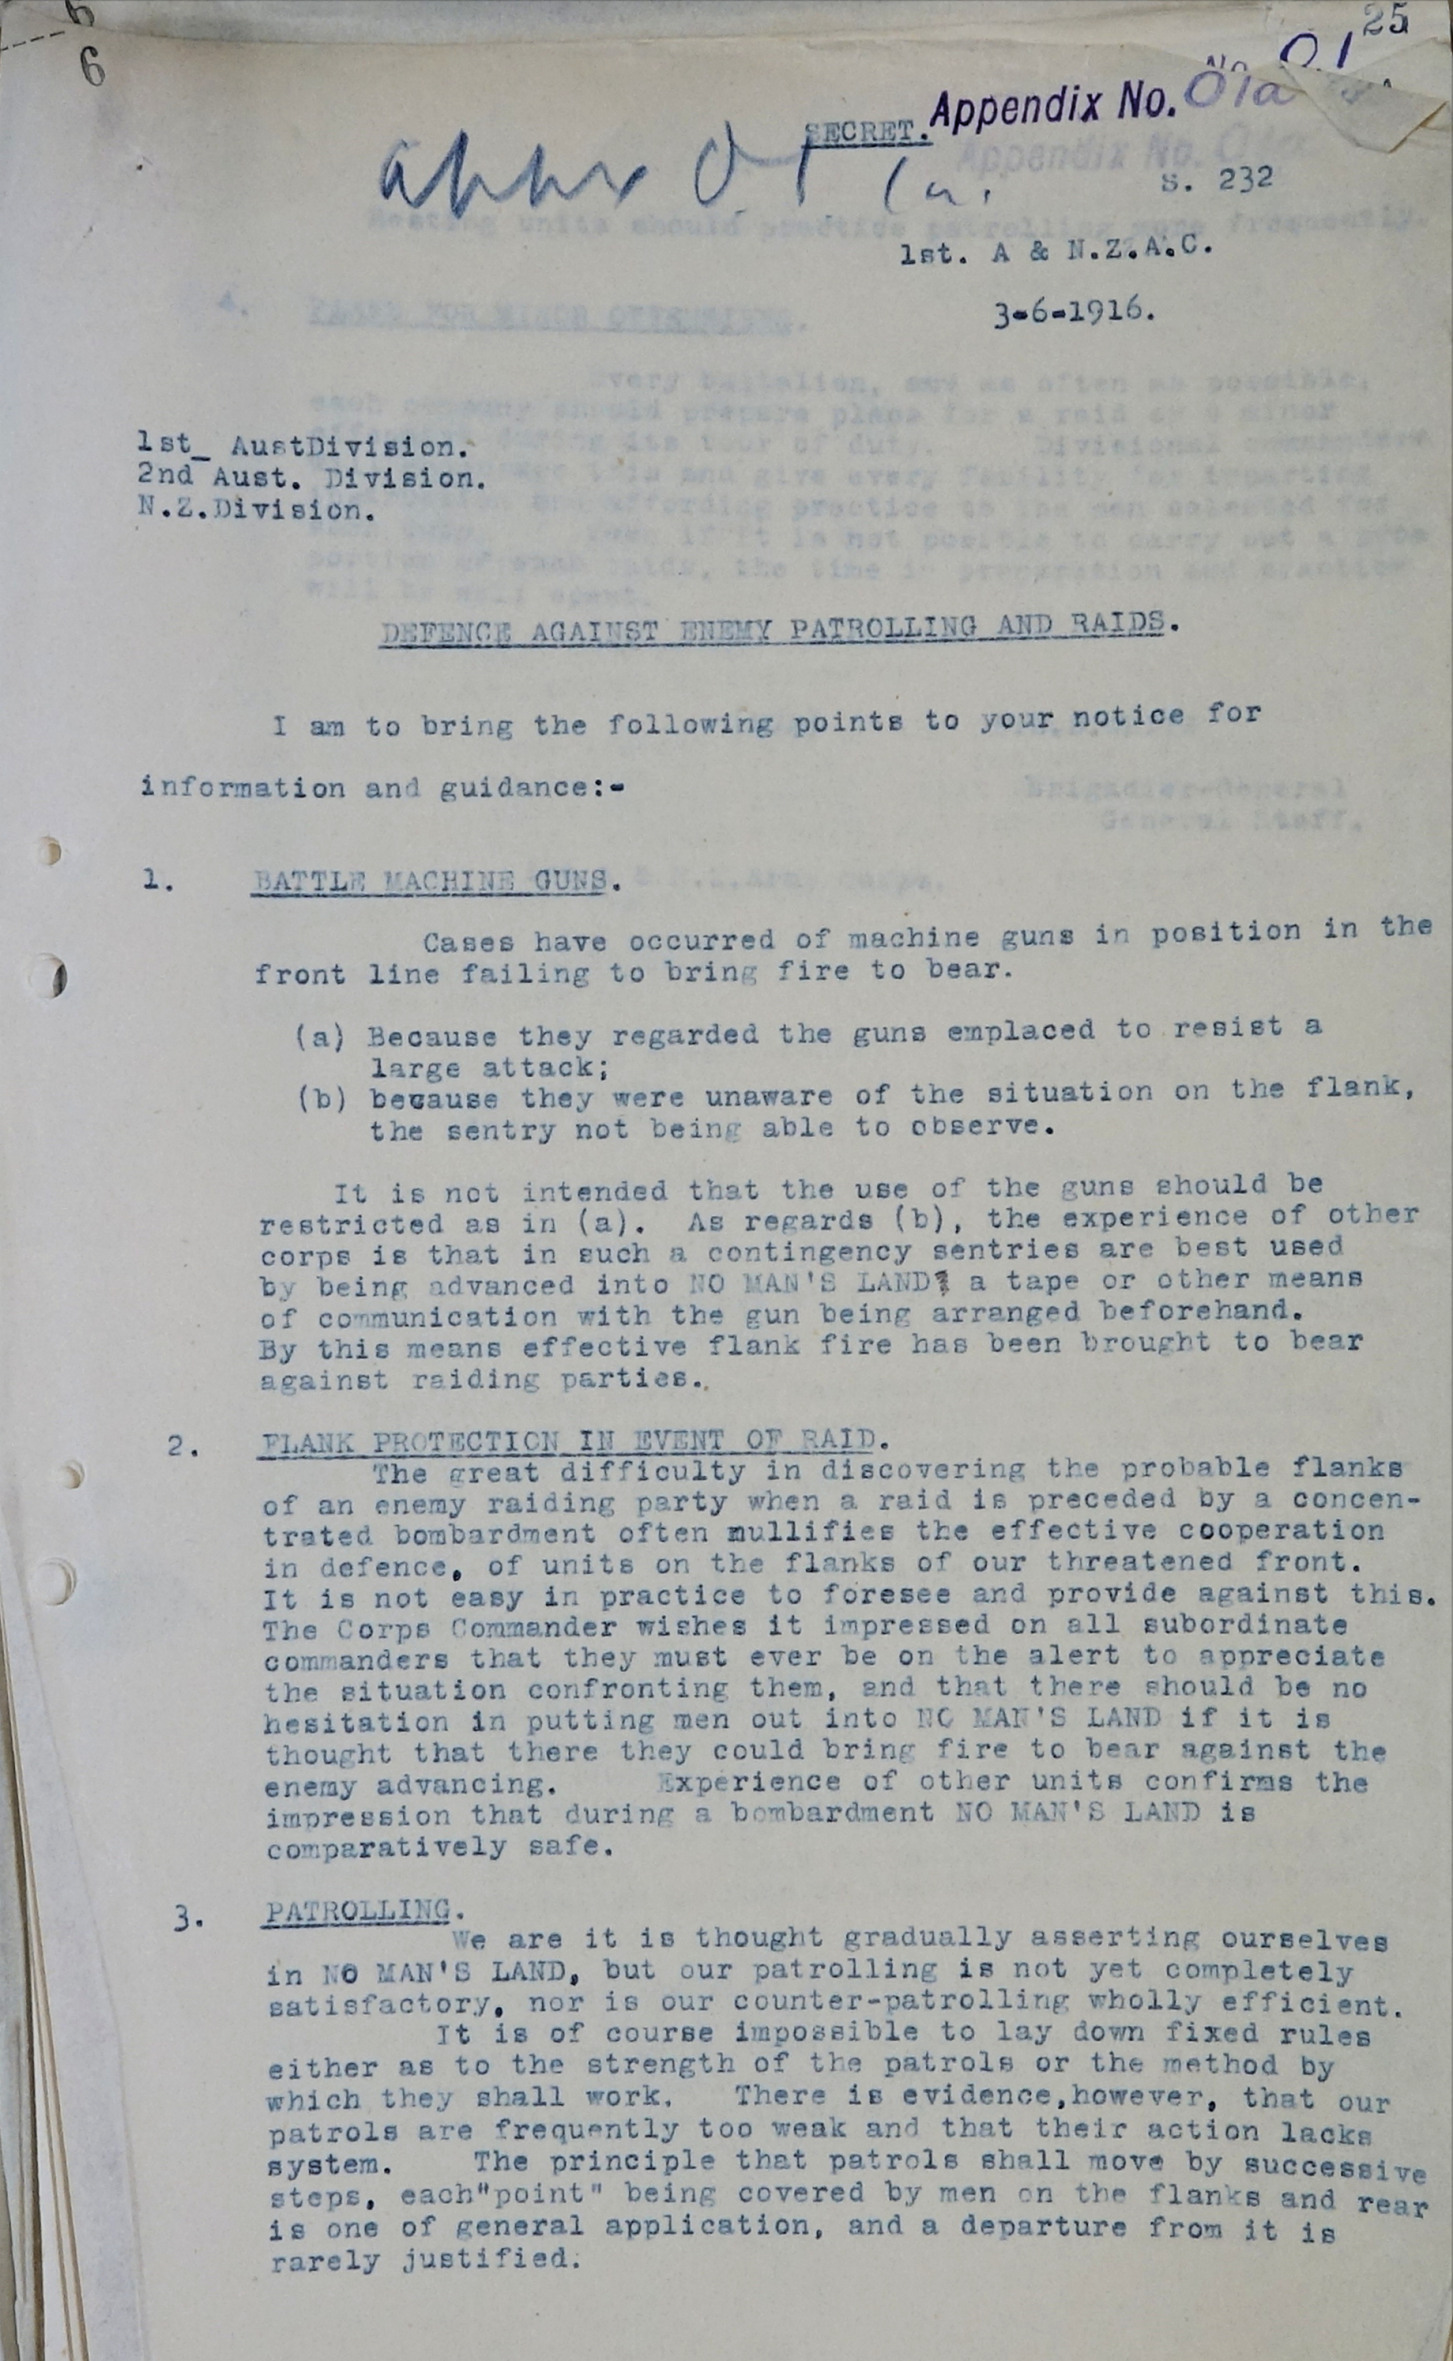 25
6
Appendix No. 01a
SECRET.
S. 232
1st. A & N.Z.A.C.
3-6-1916.
1st_ AustDivision.
2nd Aust. Division.
N.Z.Division.
DEFENCE AGAINST ENEMY PATROLLING AND RAIDS.
I am to bring the following points to your notice for
information and guidance:-
1. BATTLE MACHINE GUNS.
Cases have occurred of machine guns in position in the
front line failing to bring fire to bear.
(a) Because they regarded the guns emplaced to resist a
large attack;
(b) because they were unaware of the situation on the flank,
the sentry not being able to observe.
It is not intended that the use of the guns should be
restricted as in (a). As regards (b), the experience of other
corps is that in such a contingency sentries are best used
by being advanced into NO MAN'S LAND, a tape or other means
of communication with the gun being arranged beforehand.
By this means effective flank fire has been brought to bear
against raiding parties.
2. FLANK PROTECTION IN EVENT OF RAID.
The great difficulty in discovering the probable flanks
of an enemy raiding party when a raid is preceded by a concen-
trated bombardment often nullifies the effective cooperation
in defence, of units on the flanks of our threatened front.
It is not easy in practice to foresee and provide against this.
The Corps Commander wishes it impressed on all subordinate
commanders that they must ever be on the alert to appreciate
the situation confronting them, and that there should be no
hesitation in putting men out into NO MAN'S LAND if it is
thought that there they could bring fire to bear against the
enemy advancing. Experience of other units confirms the
impression that during a bombardment NO MAN'S LAND is
comparatively safe.
3. PATROLLING.
We are it is thought gradually asserting ourselves
in NO MAN'S LAND, but our patrolling is not yet completely
satisfactory, nor is our counter-patrolling wholly efficient.
It is of course impossible to lay down fixed rules
either as to the strength of the patrols or the method by
which they shall work. There is evidence,however, that our
patrols are frequently too weak and that their action lacks
system. The principle that patrols shall move by successive
steps, each"point" being covered by men on the flanks and rear
is one of general application, and a departure from it is
rarely justified.